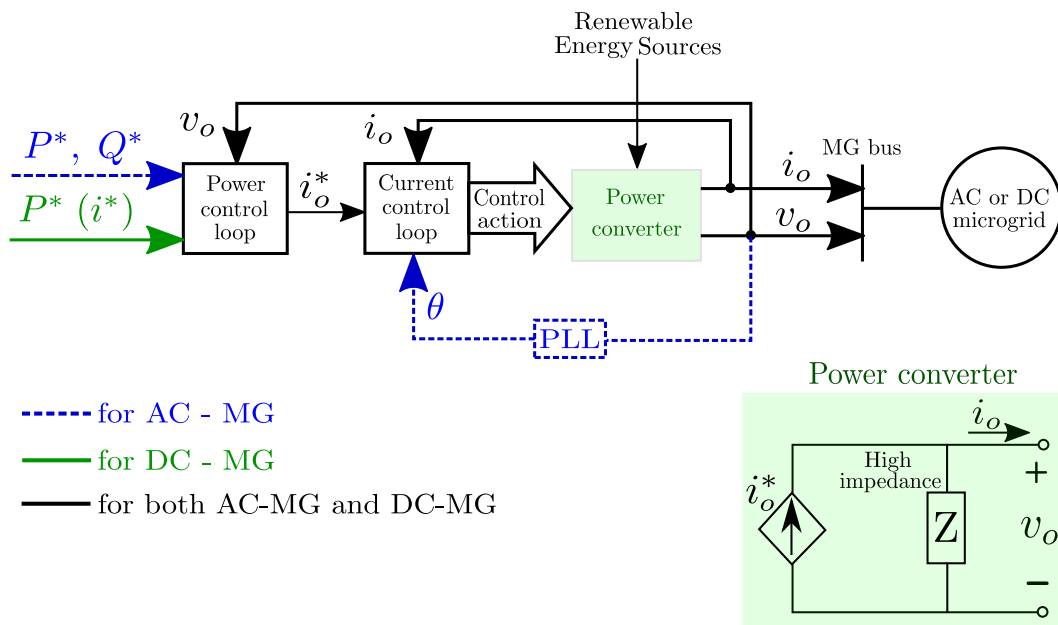 Renewable
Energy Sources
v_o
i_o
P*, Q*
P* (i*)
Power
control
loop
i_o^*
Current
control
loop
Control
action
Power
converter
i_o
v_o
MG bus
AC or DC
microgrid
θ
PLL
for AC - MG
for DC - MG
for both AC-MG and DC-MG
Power converter
i_o
High
impedance
i_o^*
Z
+
v_o
−